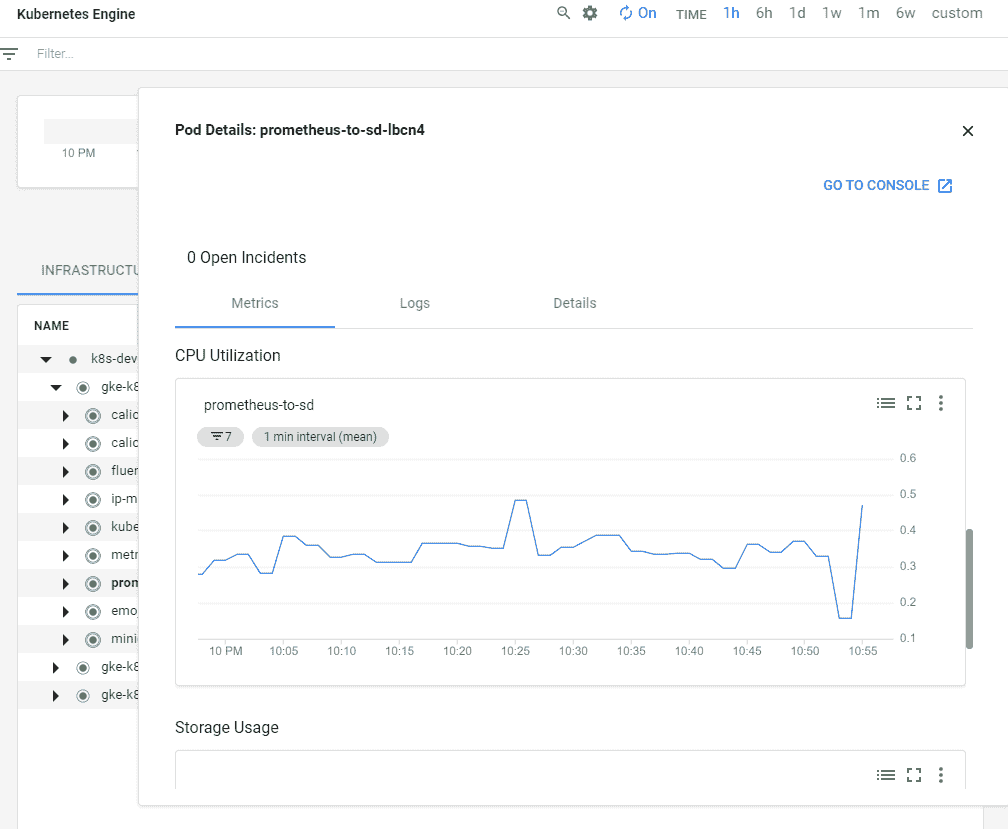 Kubernetes Engine
On TIME 1h 6h 1d 1w 1m 6w custom
Filter...
10 PM
Pod Details: prometheus-to-sd-lbcn4
GO TO CONSOLE
0 Open Incidents
INFRASTRUCTU
Metrics Logs Details
NAME
k8s-dev
gke-k8
calic
calic
fluen
ip-m
kube
metr
prom
emo
mini
gke-k8
gke-k8
CPU Utilization
prometheus-to-sd
7 1 min interval (mean)
0.6
0.5
0.4
0.3
0.2
0.1
10 PM 10:05 10:10 10:15 10:20 10:25 10:30 10:35 10:40 10:45 10:50 10:55
Storage Usage